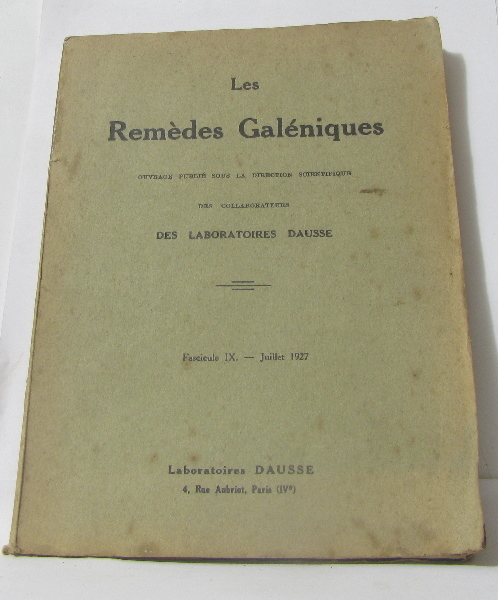 Les
Remèdes Galéniques
OUVRAGE PUBLIÉ SOUS LA DIRECTION SCIENTIFIQUE
DES COLLABORATEURS
DES LABORATOIRES DAUSSE
Fascicule IX. — Juillet 1927
Laboratoires DAUSSE
4, Rue Aubriot, Paris (IVe)